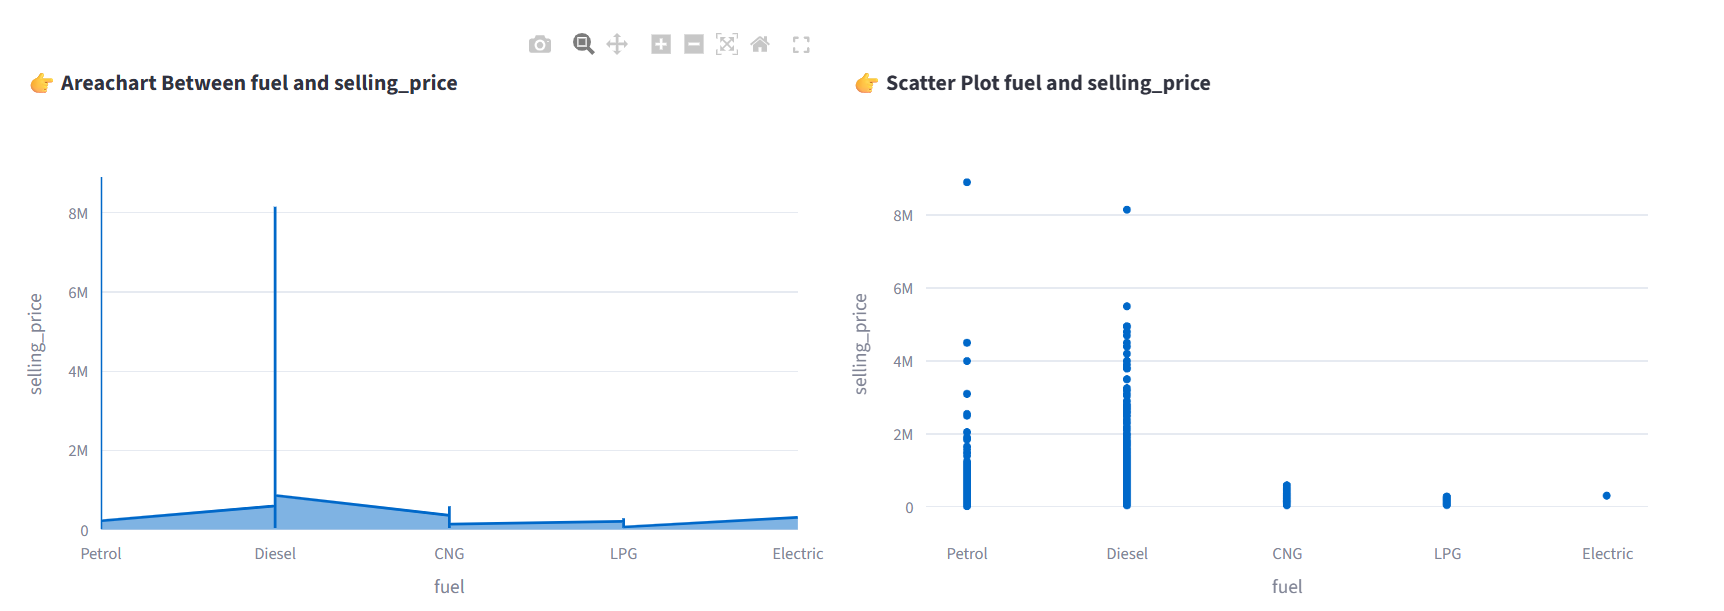 👉 Areachart Between fuel and selling_price
8M
6M
4M
2M
0
selling_price
Petrol Diesel CNG LPG Electric
fuel
👉 Scatter Plot fuel and selling_price
8M
6M
4M
2M
0
selling_price
Petrol Diesel CNG LPG Electric
fuel